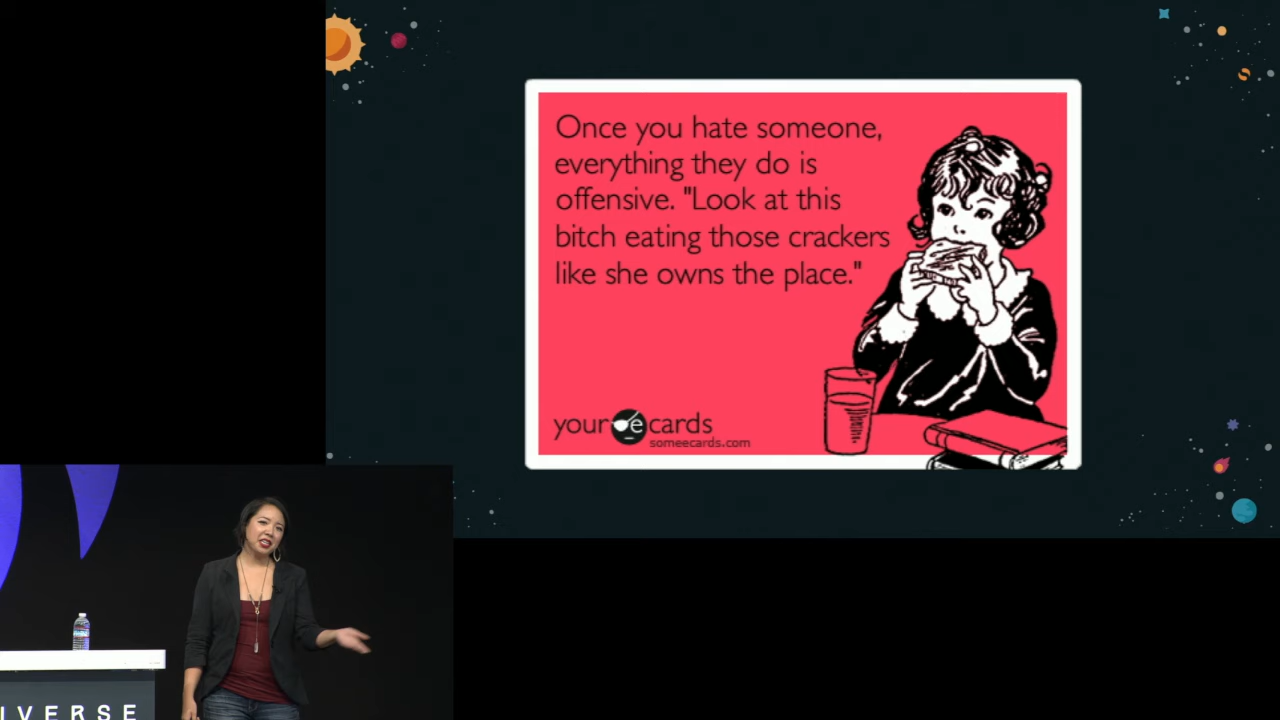 Once you hate someone,
everything they do is
offensive. "Look at this
bitch eating those crackers
like she owns the place."
your e cards
someecards.com
IVERSE